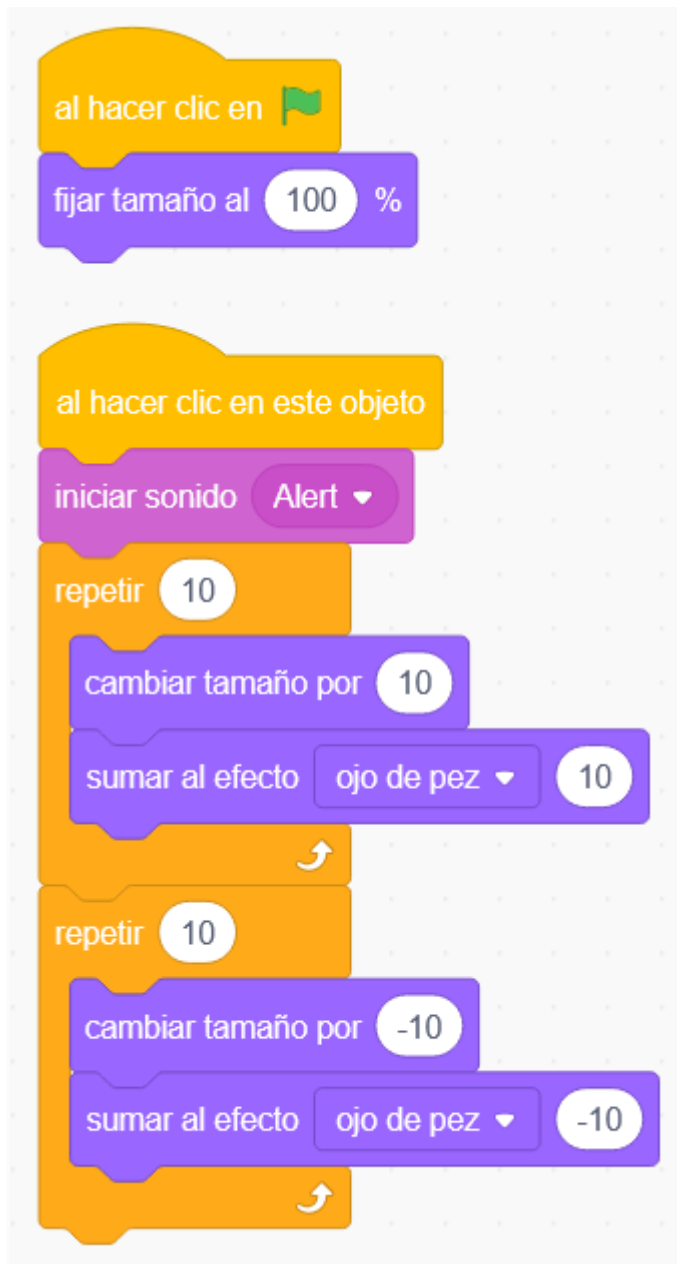 al hacer clic en
fijar tamaño al 100 %
al hacer clic en este objeto
iniciar sonido Alert
repetir 10
cambiar tamaño por 10
sumar al efecto ojo de pez 10
repetir 10
cambiar tamaño por -10
sumar al efecto ojo de pez -10